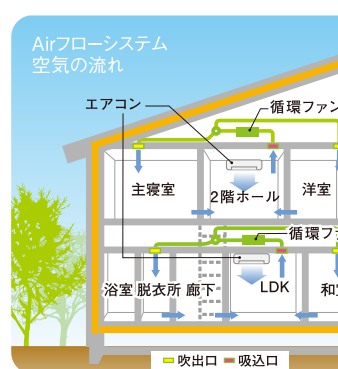 Airフローシステム
空気の流れ
エアコン
循環ファン
主寝室
2階ホール
洋室
循環フ
浴室
脱衣所
廊下
LDK
和
吹出口
吸込口